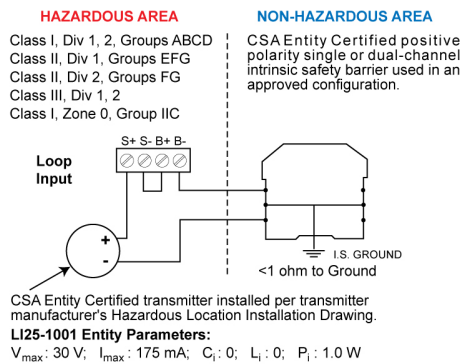 HAZARDOUS AREA
Class I, Div 1, 2, Groups ABCD
Class II, Div 1, Groups EFG
Class II, Div 2, Groups FG
Class III, Div 1, 2
Class I, Zone 0, Group IIC
NON-HAZARDOUS AREA
CSA Entity Certified positive
polarity single or dual-channel
intrinsic safety barrier used in an
approved configuration.
S+ S- B+ B-
Loop
Input
+
-
I.S. GROUND
<1 ohm to Ground
CSA Entity Certified transmitter installed per transmitter
manufacturer's Hazardous Location Installation Drawing.
LI25-1001 Entity Parameters:
Vmax : 30 V; Imax : 175 mA; Ci : 0; Li : 0; Pi : 1.0 W